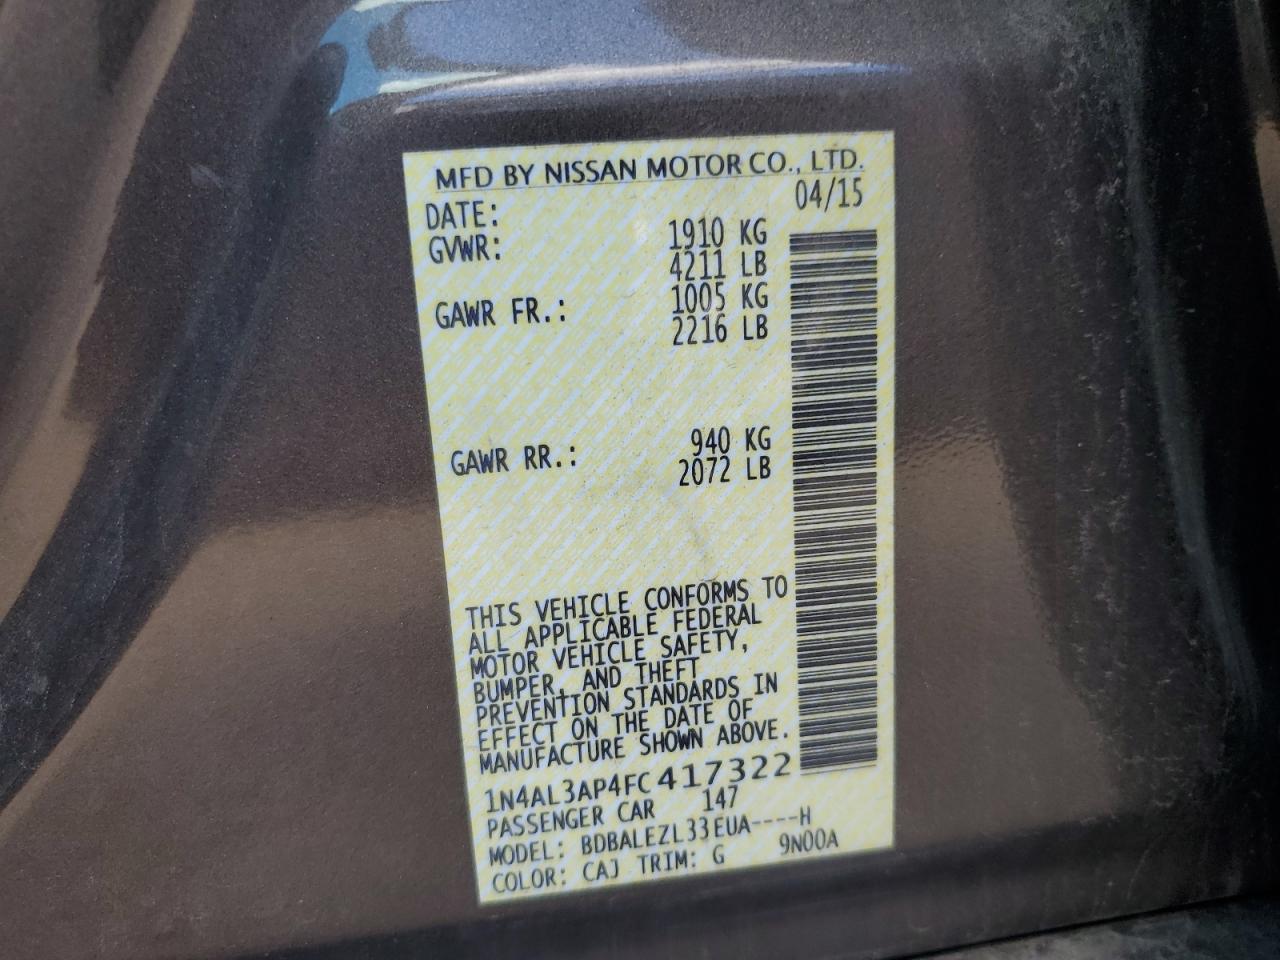 MFD BY NISSAN MOTOR CO., LTD.
DATE: 04/15
GVWR: 1910 KG
4211 LB
GAWR FR.: 1005 KG
2216 LB
GAWR RR.: 940 KG
2072 LB
THIS VEHICLE CONFORMS TO
ALL APPLICABLE FEDERAL
MOTOR VEHICLE SAFETY,
BUMPER, AND THEFT
PREVENTION STANDARDS IN
EFFECT ON THE DATE OF
MANUFACTURE SHOWN ABOVE.
1N4AL3AP4FC417322
PASSENGER CAR 147
MODEL: BDBALEZL33EUA----H
COLOR: CAJ TRIM: G 9N00A